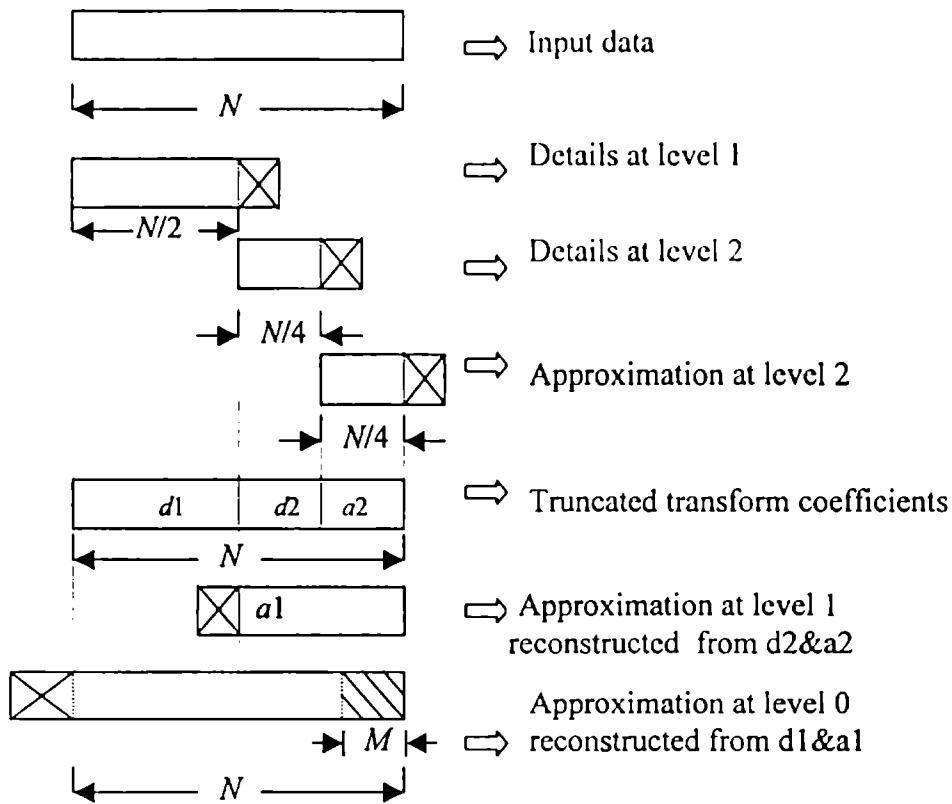 Input data
N
Details at level 1
N/2
Details at level 2
N/4
Approximation at level 2
N/4
d1 d2 a2
Truncated transform coefficients
N
a1
Approximation at level 1
reconstructed from d2&a2
Approximation at level 0
M
reconstructed from d1&a1
N